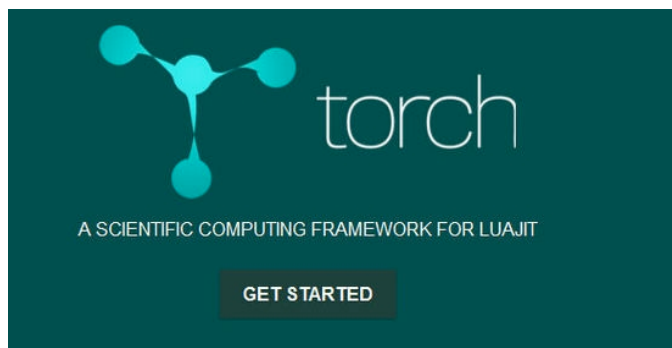 torch
A SCIENTIFIC COMPUTING FRAMEWORK FOR LUAJIT
GET STARTED